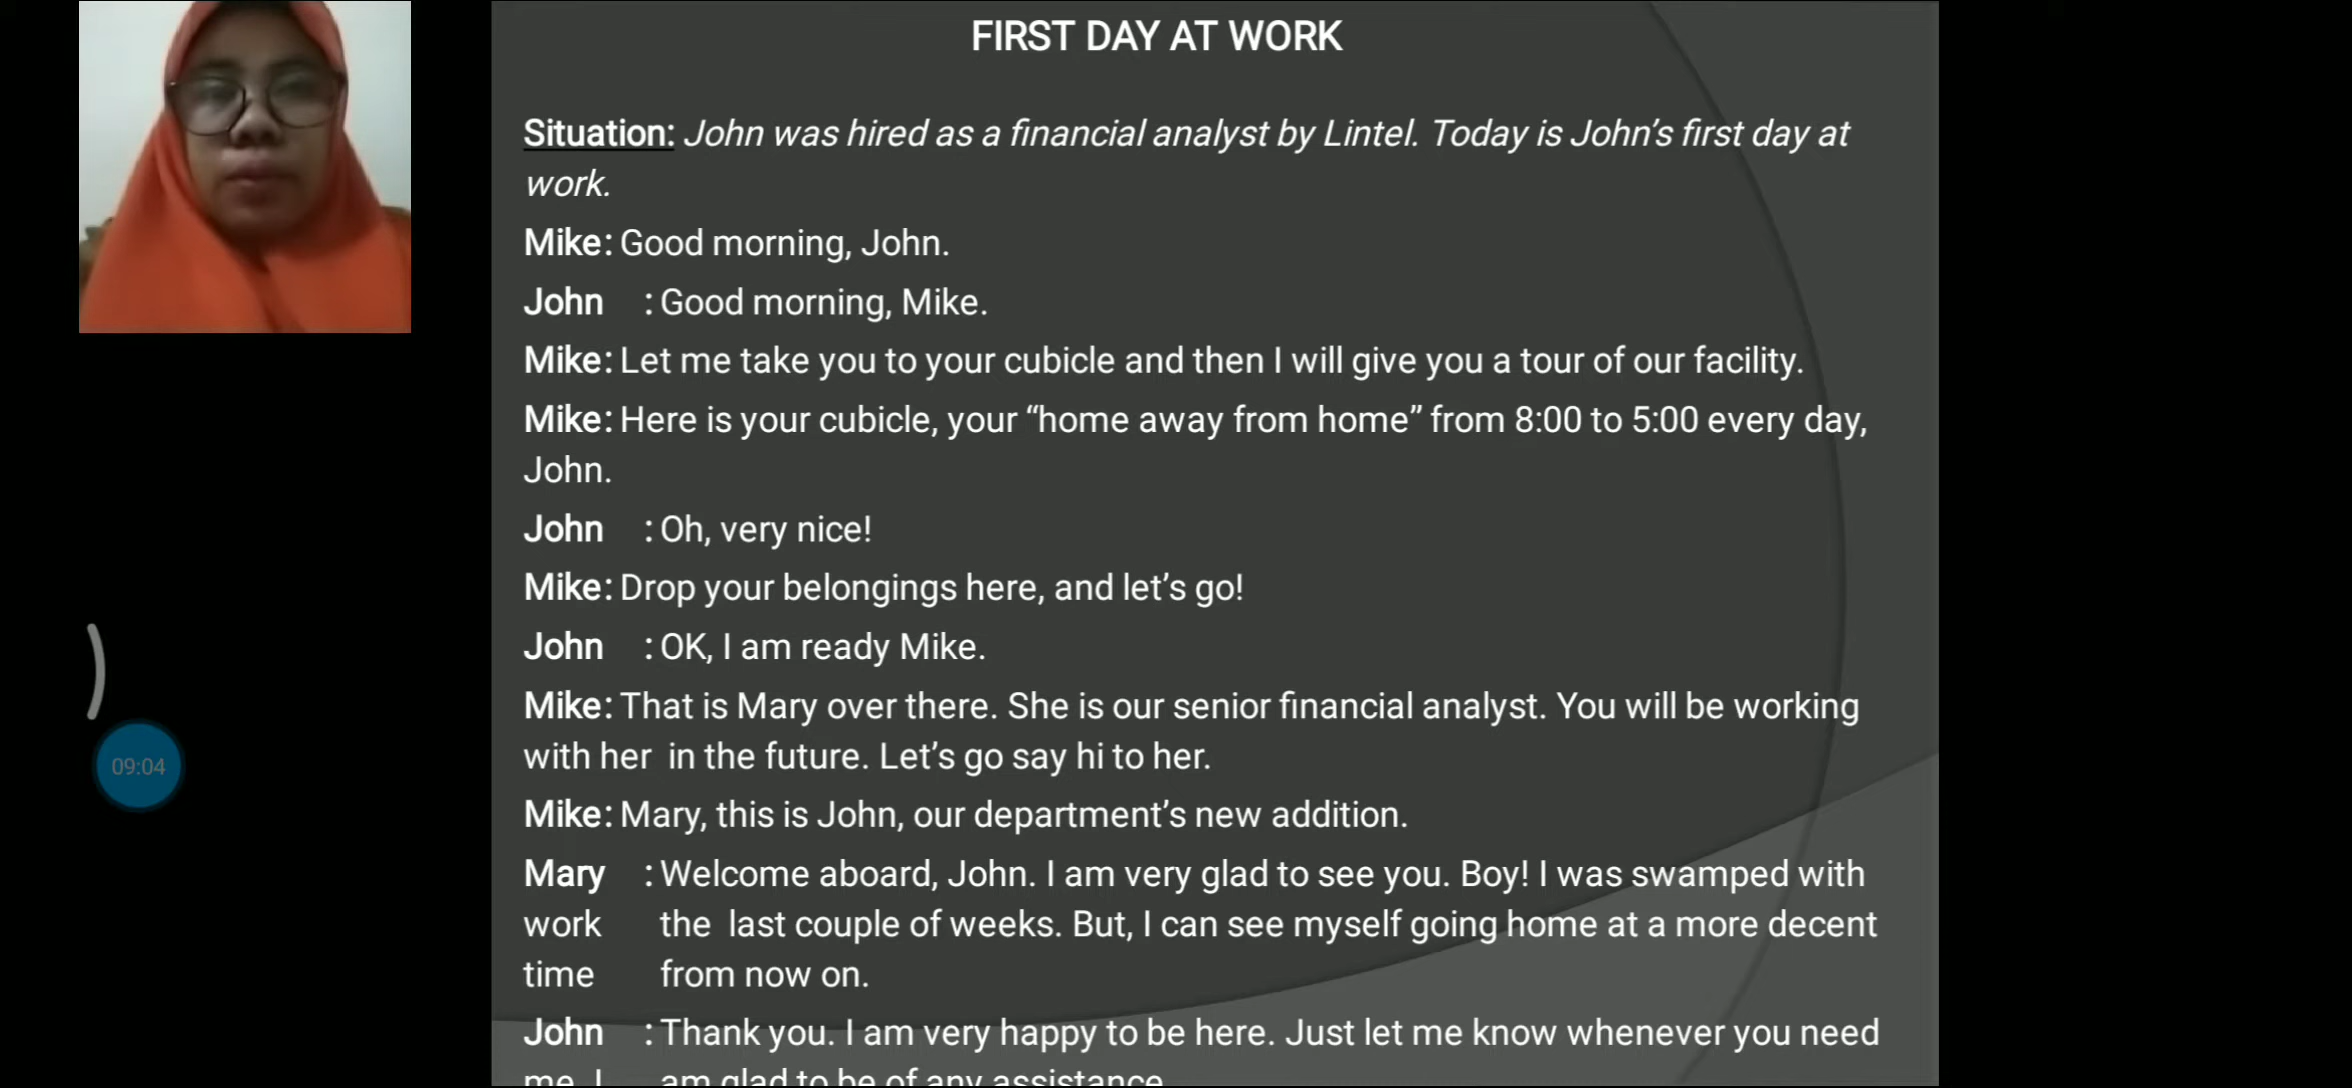 FIRST DAY AT WORK
Situation: John was hired as a financial analyst by Lintel. Today is John's first day at
work.
Mike: Good morning, John.
John : Good morning, Mike.
Mike: Let me take you to your cubicle and then I will give you a tour of our facility.
Mike: Here is your cubicle, your “home away from home” from 8:00 to 5:00 every day,
John.
John : Oh, very nice!
Mike: Drop your belongings here, and let’s go!
John : OK, I am ready Mike.
Mike: That is Mary over there. She is our senior financial analyst. You will be working
with her in the future. Let’s go say hi to her.
Mike: Mary, this is John, our department’s new addition.
Mary : Welcome aboard, John. I am very glad to see you. Boy! I was swamped with
work the last couple of weeks. But, I can see myself going home at a more decent
time from now on.
John : Thank you. I am very happy to be here. Just let me know whenever you need
me. I am glad to be of any assistance.
09:04